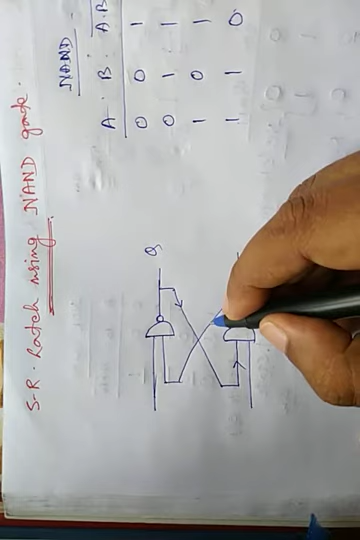 S-R. Latch using NAND gate.
NAND
A B A.B
0 0 1
0 1 1
1 0 1
1 1 0
Q